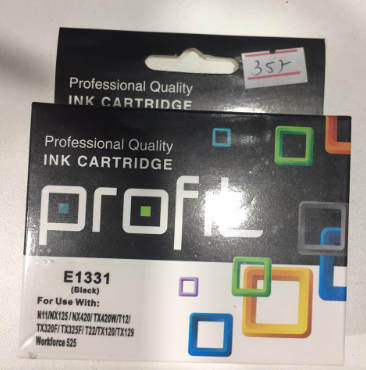 357
Professional Quality
INK CARTRIDGE
Professional Quality
INK CARTRIDGE
profit
E1331
(Black)
For Use With:
N11/NX125/ NX420/ TX420W/T12/
TX320F/ TX325F/ T22/TX120/TX129
Workforce 525